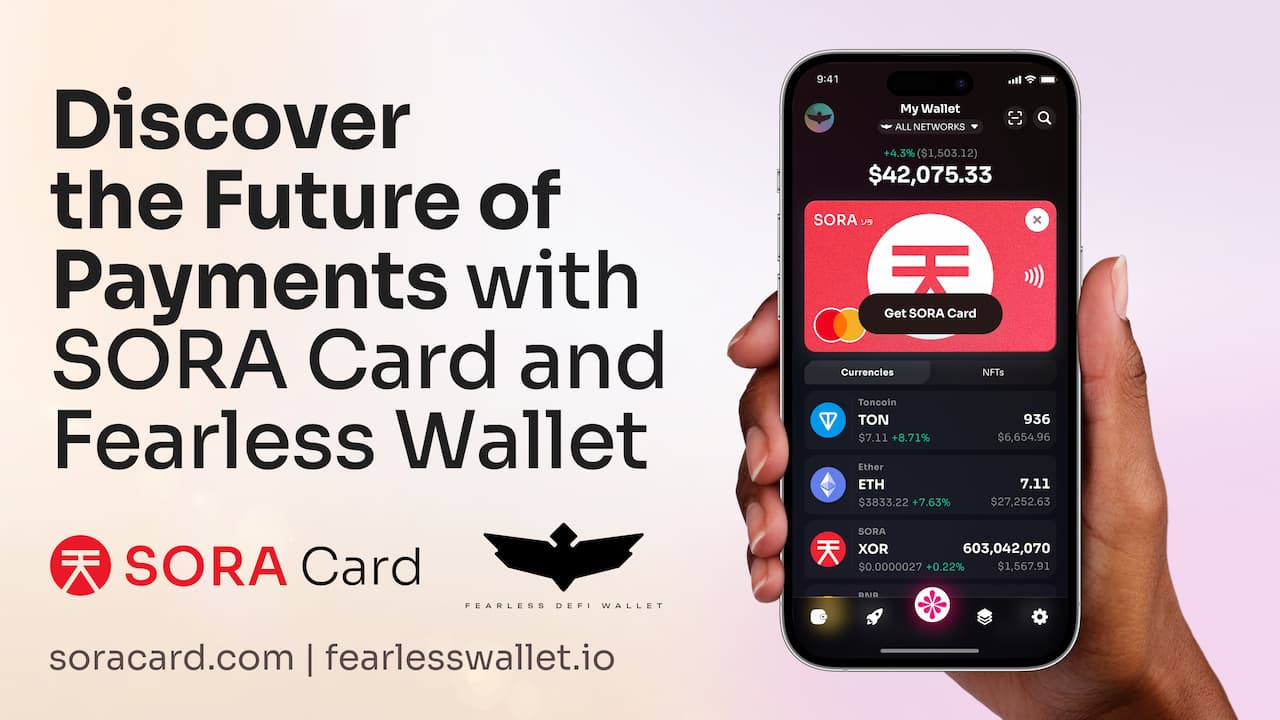 Discover
the Future of
Payments with
SORA Card and
Fearless Wallet
SORA Card
FEARLESS DEFI WALLET
soracard.com | fearlesswallet.io
9:41
My Wallet
ALL NETWORKS
+4.3% ($1,503.12)
$42,075.33
SORA ソラ
Get SORA Card
Currencies NFTs
Toncoin
TON 936
$7.11 +8.71% $6,654.96
Ether
ETH 7.11
$3833.22 +7.63% $27,252.63
SORA
XOR 603,042,070
$0.0000027 +0.22% $1,567.91
BNB